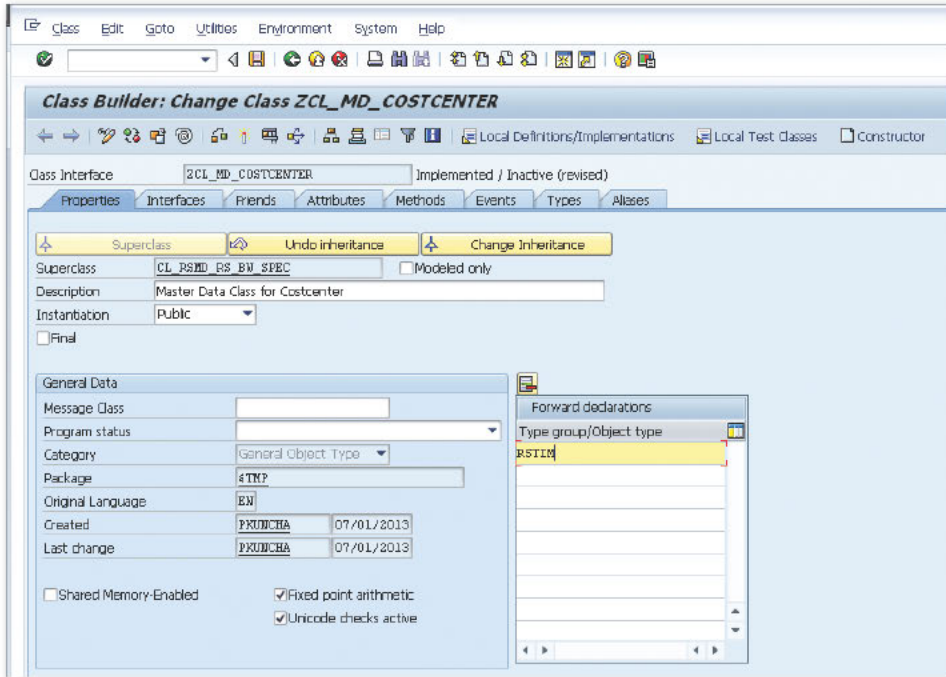 Class Edit Goto Utilities Environment System Help
Class Builder: Change Class ZCL_MD_COSTCENTER
Local Definitions/Implementations Local Test Classes Constructor
Class Interface ZCL_MD_COSTCENTER Implemented / Inactive (revised)
Properties Interfaces Friends Attributes Methods Events Types Aliases
Superclass Undo inheritance Change Inheritance
Superclass CL_RSMD_RS_BW_SPEC Modeled only
Description Master Data Class for Costcenter
Instantiation Public
Final
General Data
Message Class
Program status
Category General Object Type
Package $TMP
Original Language EN
Created PKUNCHA 07/01/2013
Last change PKUNCHA 07/01/2013
Shared Memory-Enabled Fixed point arithmetic
Unicode checks active
Forward declarations
Type group/Object type
RSTIM